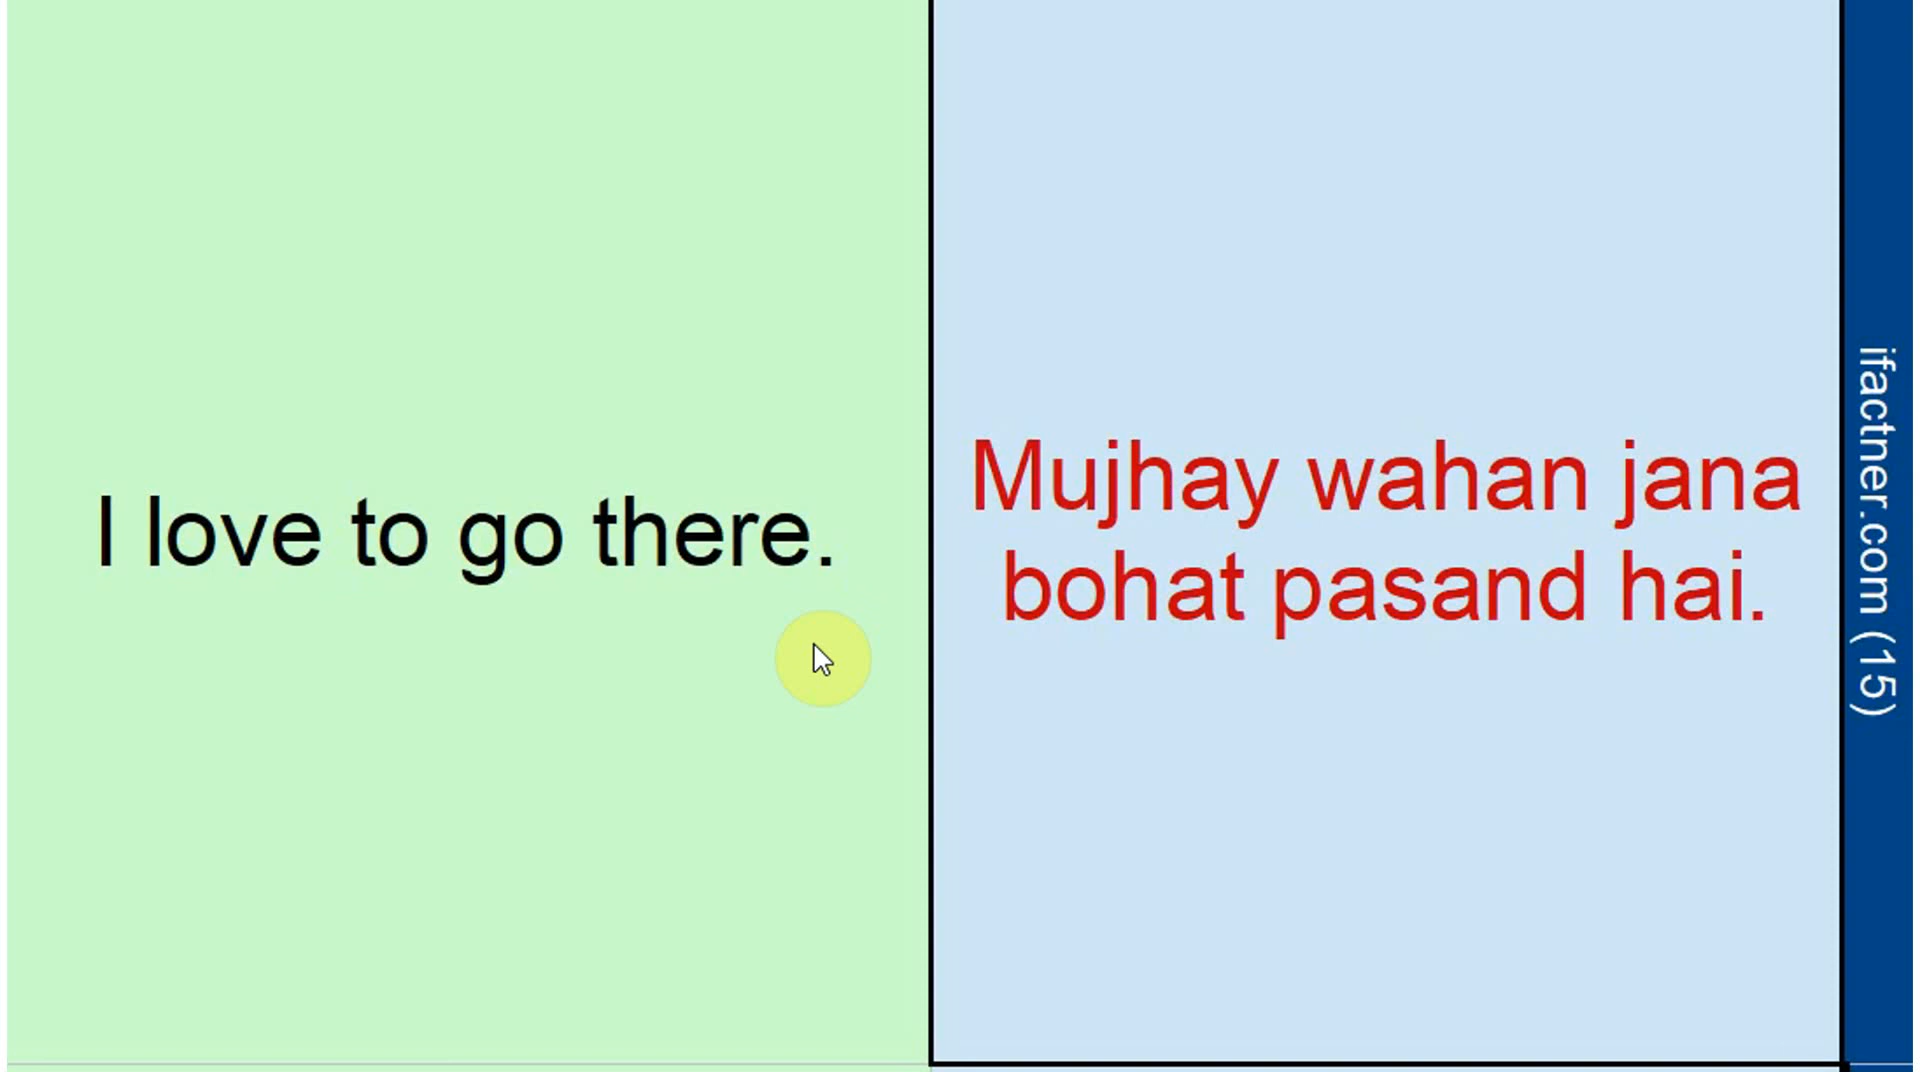 I love to go there.
Mujhay wahan jana
bohat pasand hai.
ifactner.com (15)